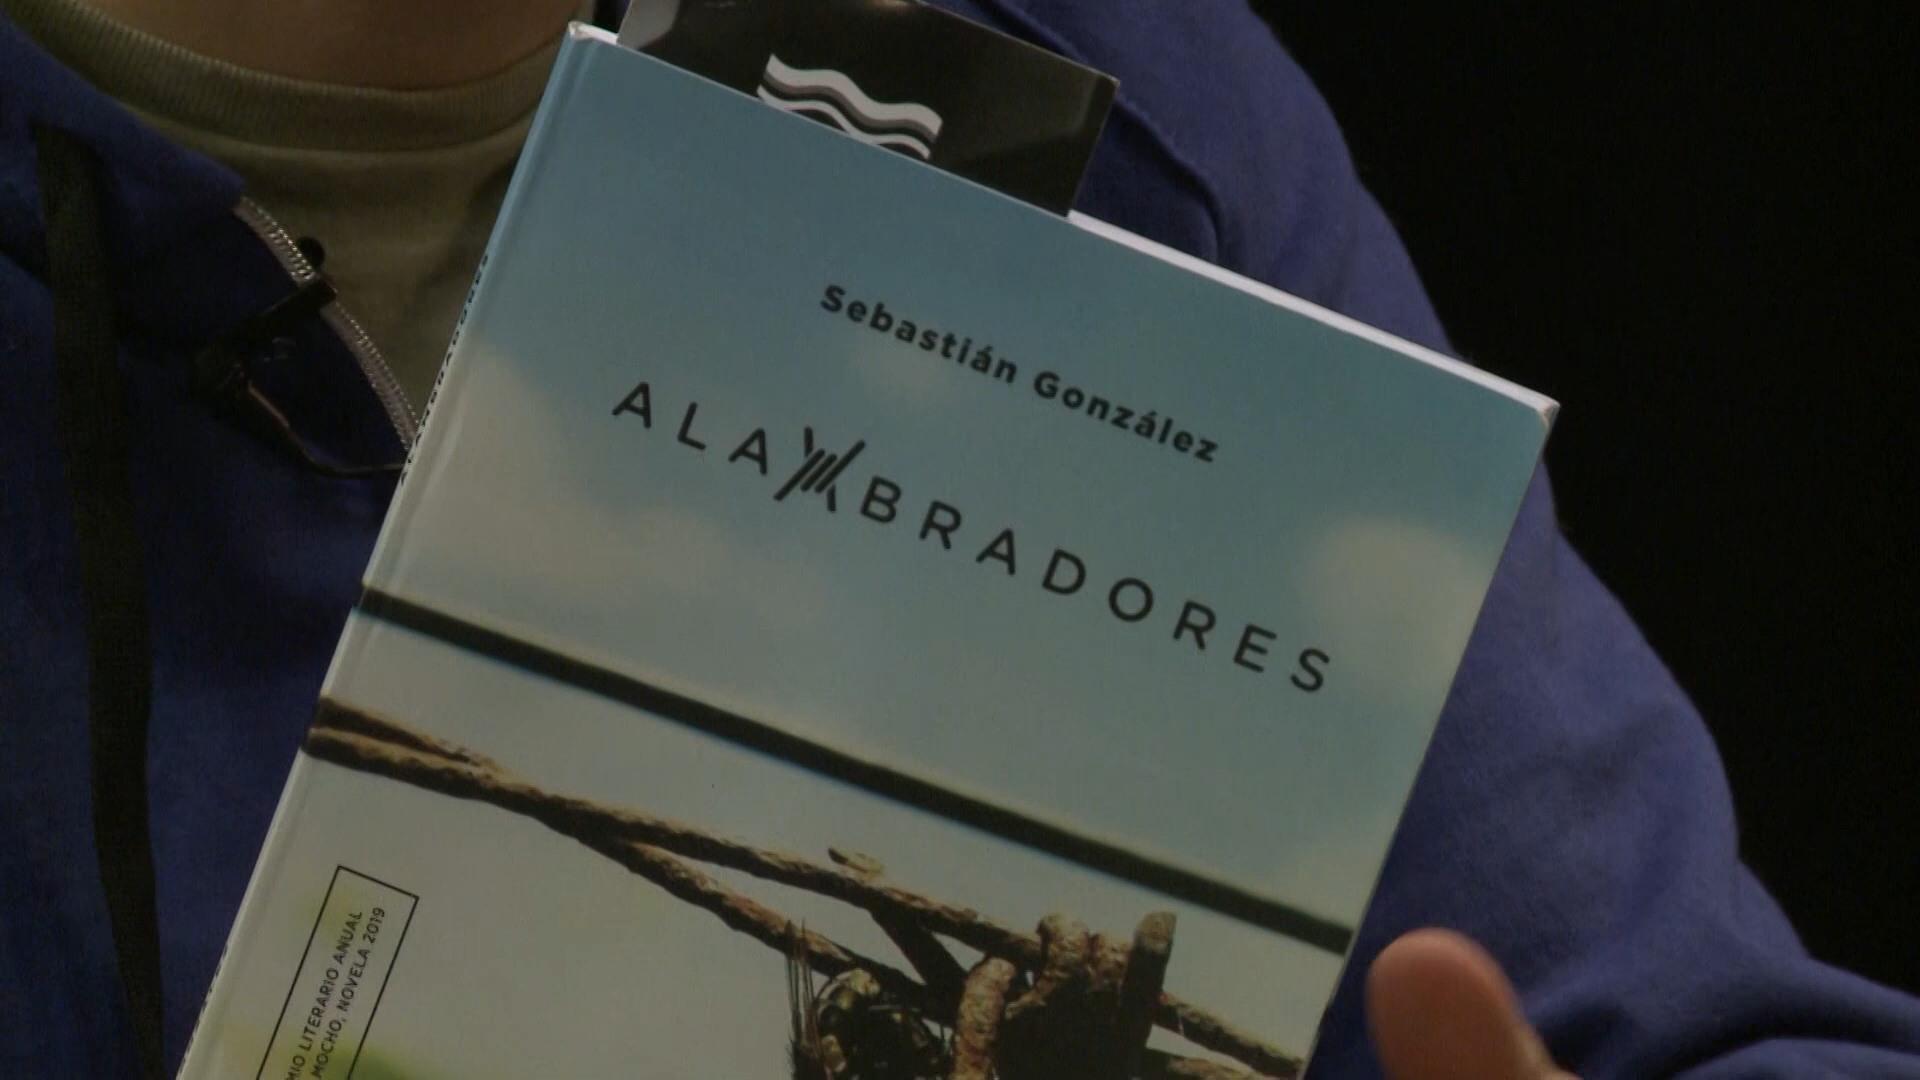 Sebastián González
ALAMBRADORES
MIO LITERARIO ANUAL
MOCHO, NOVELA 2019